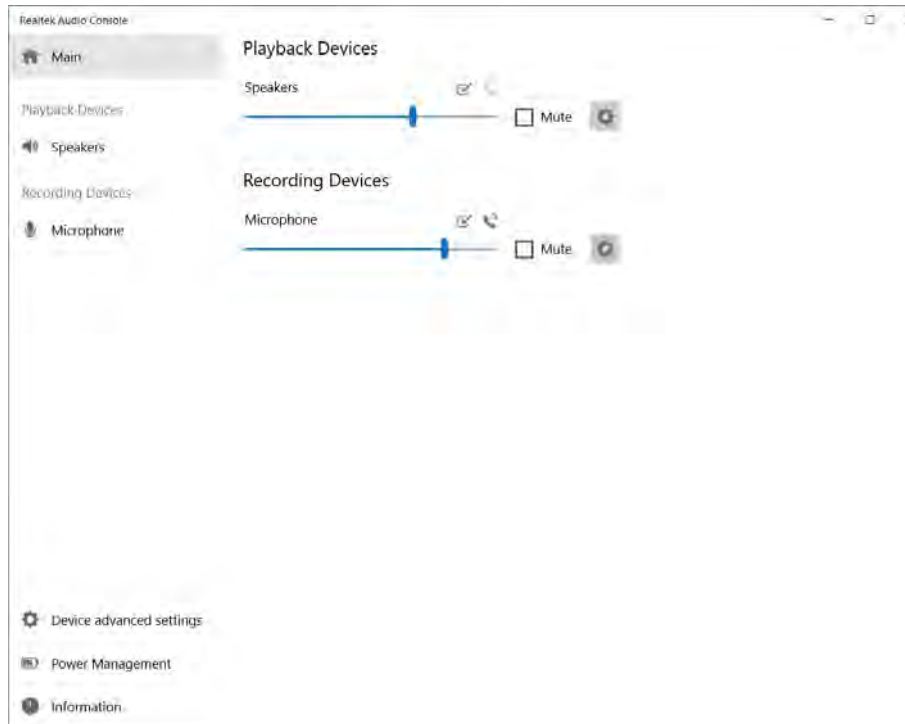 Realtek Audio Console
Main
Playback Devices
Speakers
Recording Devices
Microphone
Device advanced settings
Power Management
Information
Playback Devices
Speakers
Mute
Recording Devices
Microphone
Mute